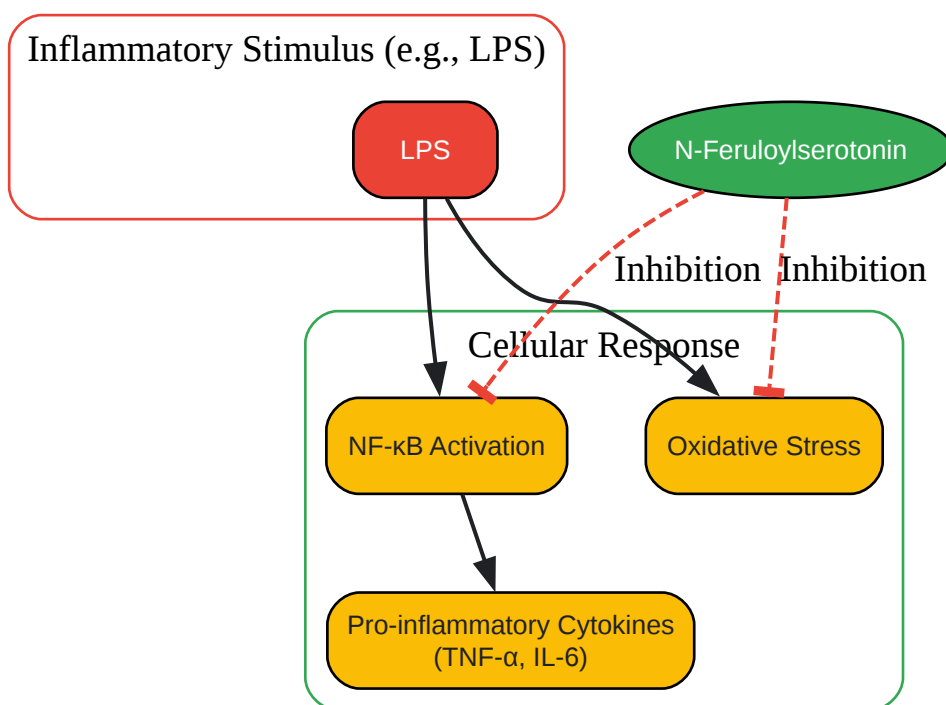 Inflammatory Stimulus (e.g., LPS)
LPS
N-Feruloylserotonin
Inhibition
Inhibition
Cellular Response
NF-κB Activation
Oxidative Stress
Pro-inflammatory Cytokines
(TNF-α, IL-6)